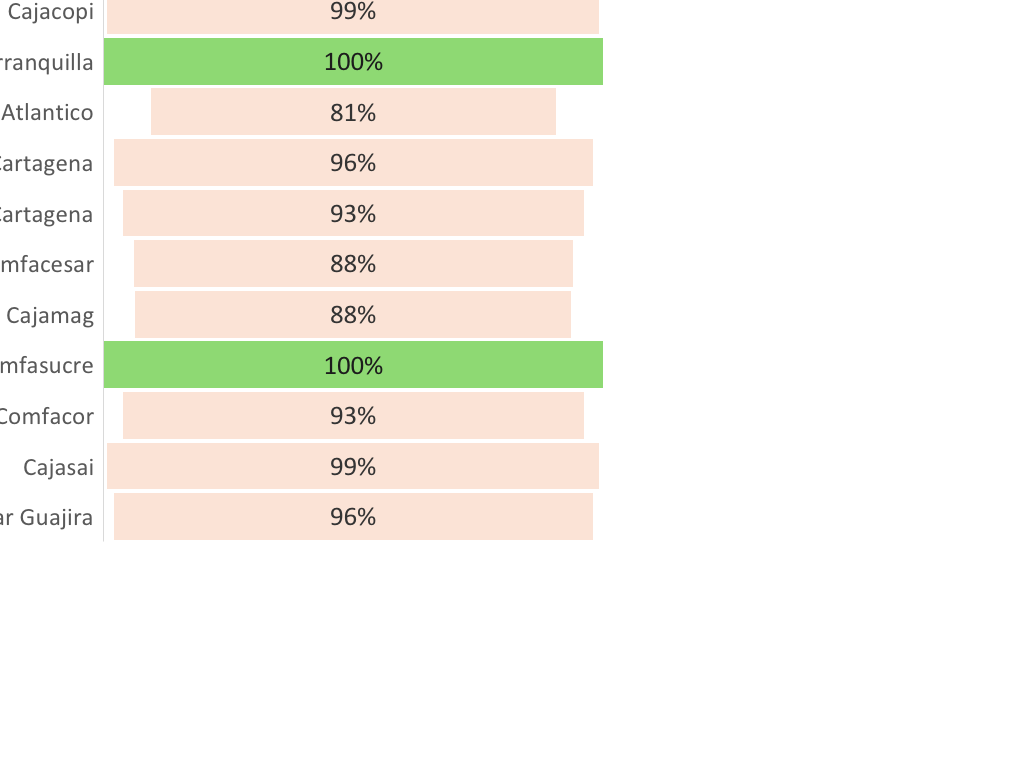 Cajacopi 99%
rranquilla 100%
Atlantico 81%
Cartagena 96%
Cartagena 93%
mfacesar 88%
Cajamag 88%
mfasucre 100%
Comfacor 93%
Cajasai 99%
ar Guajira 96%